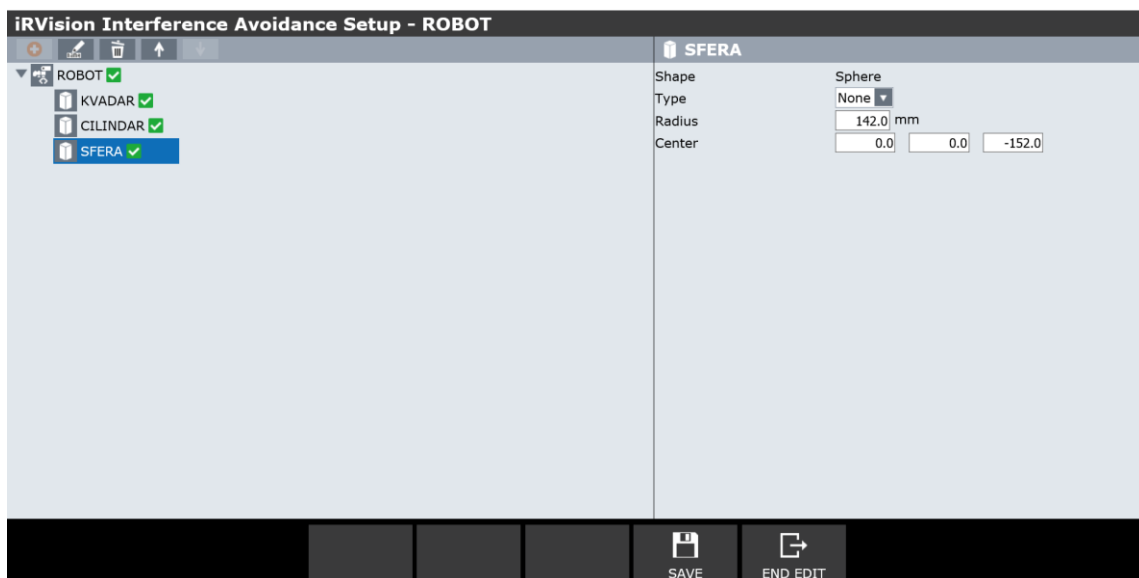 iRVision Interference Avoidance Setup - ROBOT
SFERA
ROBOT
KVADAR
CILINDAR
SFERA
Shape Sphere
Type None
Radius 142.0 mm
Center 0.0 0.0 -152.0
SAVE END EDIT